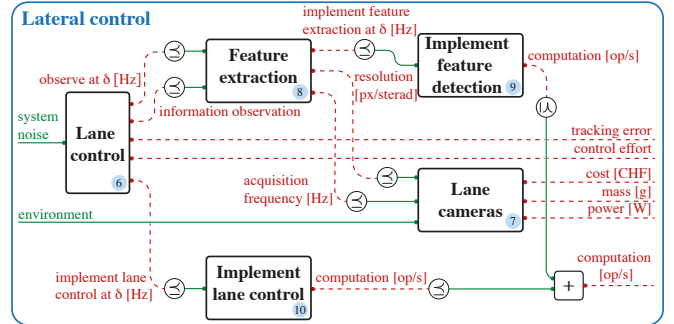 Lateral control
implement feature
extraction at δ [Hz]
Feature
extraction
8
Implement
feature
detection
9
computation [op/s]
observe at δ [Hz]
resolution
[px/sterad]
information observation
system
noise
Lane
control
6
tracking error
control effort
acquisition
frequency [Hz]
Lane
cameras
7
cost [CHF]
mass [g]
power [W]
environment
implement lane
control at δ [Hz]
Implement
lane control
10
computation [op/s]
+
computation
[op/s]